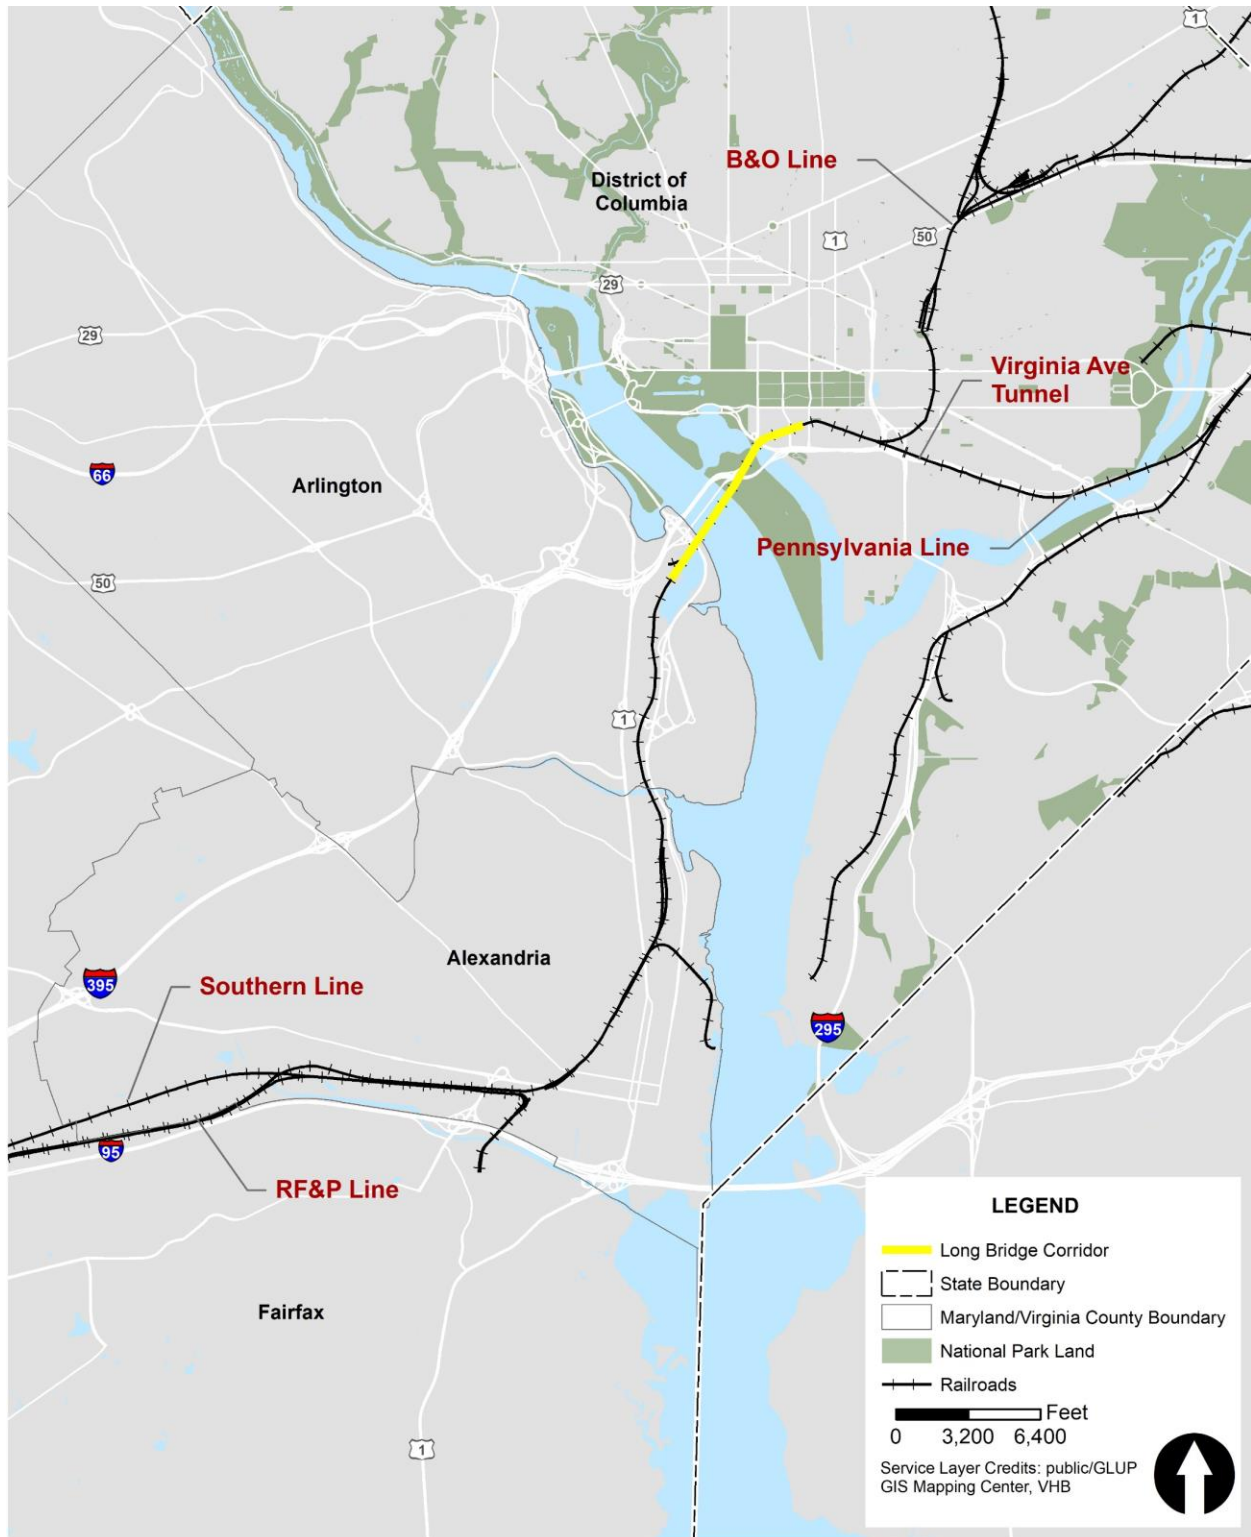 1
B&O Line
District of
Columbia
1
50
29
29
Virginia Ave
Tunnel
66
Arlington
Pennsylvania Line
50
1
Alexandria
395
Southern Line
295
95
RF&P Line
Fairfax
1
LEGEND
Long Bridge Corridor
State Boundary
Maryland/Virginia County Boundary
National Park Land
Railroads
Feet
0 3,200 6,400
Service Layer Credits: public/GLUP
GIS Mapping Center, VHB